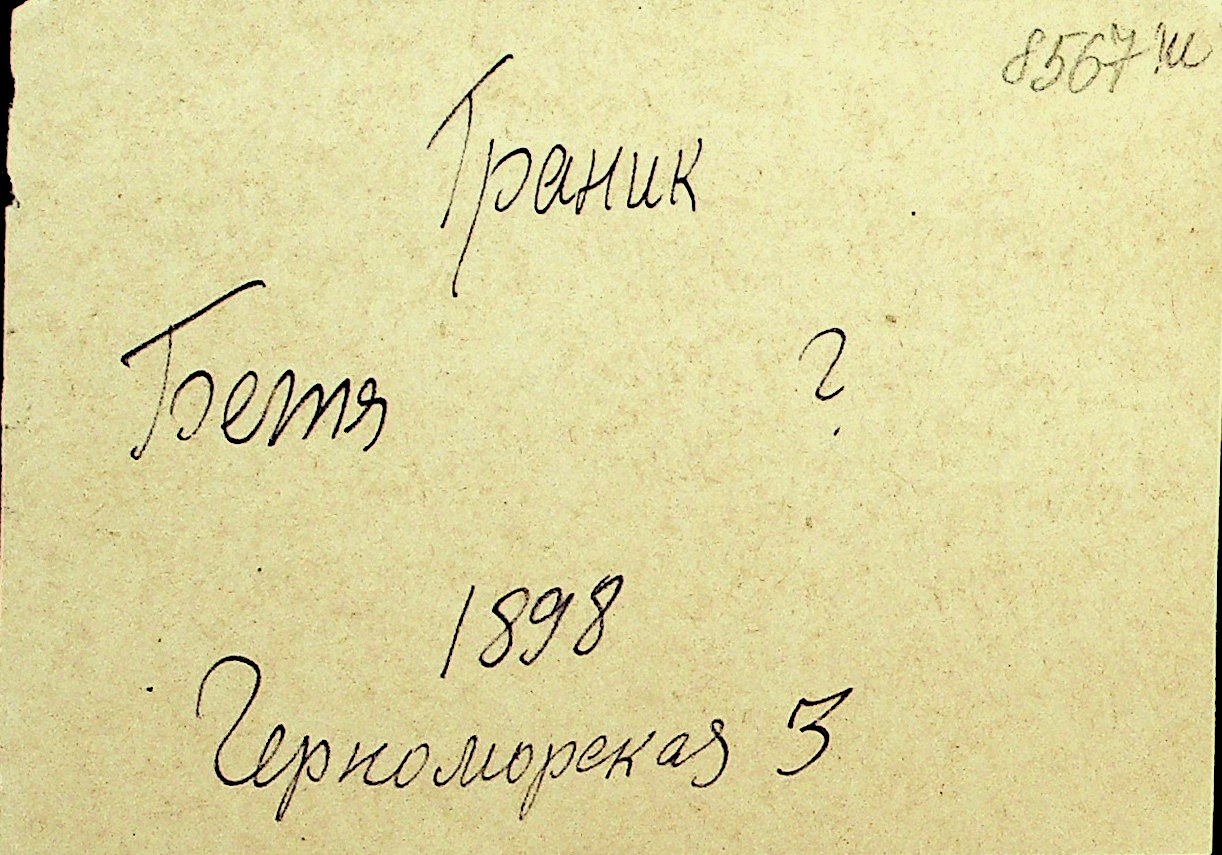 8567 ш
Граник
Бетя ?
1898
Черноморская 3